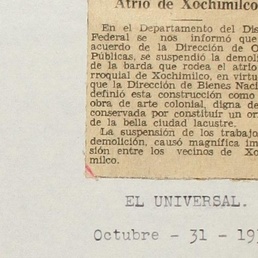 Atrio de Xochimilco
En el Departamento del Dis
Federal se nos informó que
acuerdo de la Dirección de O
Públicas, se suspendió la demoli
de la barda que rodea el atrio
rroquial de Xochimilco, en virtu
que la Dirección de Bienes Naci
definió esta construcción como
obra de arte colonial, digna de
conservada por constituir un or
de la bella ciudad lacustre.
La suspensión de los trabajo
demolición, causó magnífica im
sión entre los vecinos de Xo
milco.
EL UNIVERSAL.
Octubre - 31 - 193